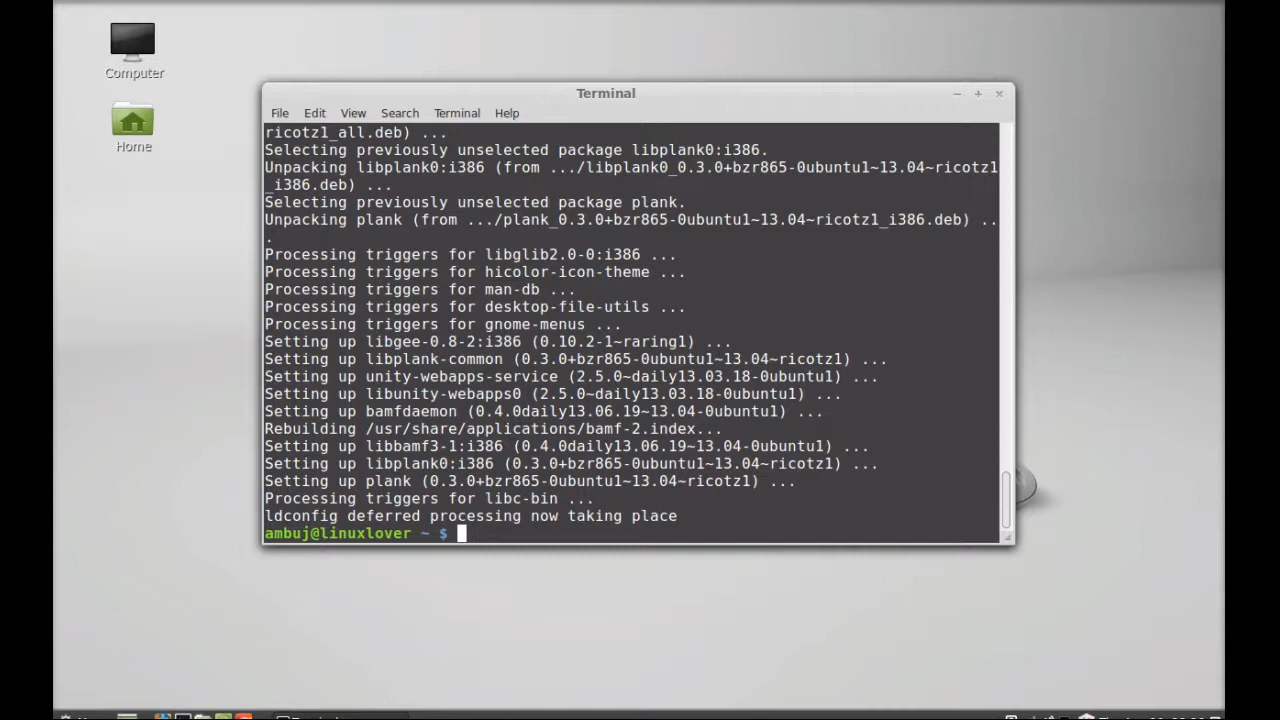 Computer
Home
Terminal
File Edit View Search Terminal Help
ricotz1_all.deb) ...
Selecting previously unselected package libplank0:i386.
Unpacking libplank0:i386 (from .../libplank0_0.3.0+bzr865-0ubuntu1~13.04~ricotz1
_i386.deb) ...
Selecting previously unselected package plank.
Unpacking plank (from .../plank_0.3.0+bzr865-0ubuntu1~13.04~ricotz1_i386.deb) ..
.
Processing triggers for libglib2.0-0:i386 ...
Processing triggers for hicolor-icon-theme ...
Processing triggers for man-db ...
Processing triggers for desktop-file-utils ...
Processing triggers for gnome-menus ...
Setting up libgee-0.8-2:i386 (0.10.2-1~raring1) ...
Setting up libplank-common (0.3.0+bzr865-0ubuntu1~13.04~ricotz1) ...
Setting up unity-webapps-service (2.5.0~daily13.03.18-0ubuntu1) ...
Setting up libunity-webapps0 (2.5.0~daily13.03.18-0ubuntu1) ...
Setting up bamfdaemon (0.4.0daily13.06.19~13.04-0ubuntu1) ...
Rebuilding /usr/share/applications/bamf-2.index...
Setting up libbamf3-1:i386 (0.4.0daily13.06.19~13.04-0ubuntu1) ...
Setting up libplank0:i386 (0.3.0+bzr865-0ubuntu1~13.04~ricotz1) ...
Setting up plank (0.3.0+bzr865-0ubuntu1~13.04~ricotz1) ...
Processing triggers for libc-bin ...
ldconfig deferred processing now taking place
ambuj@linuxlover ~ $